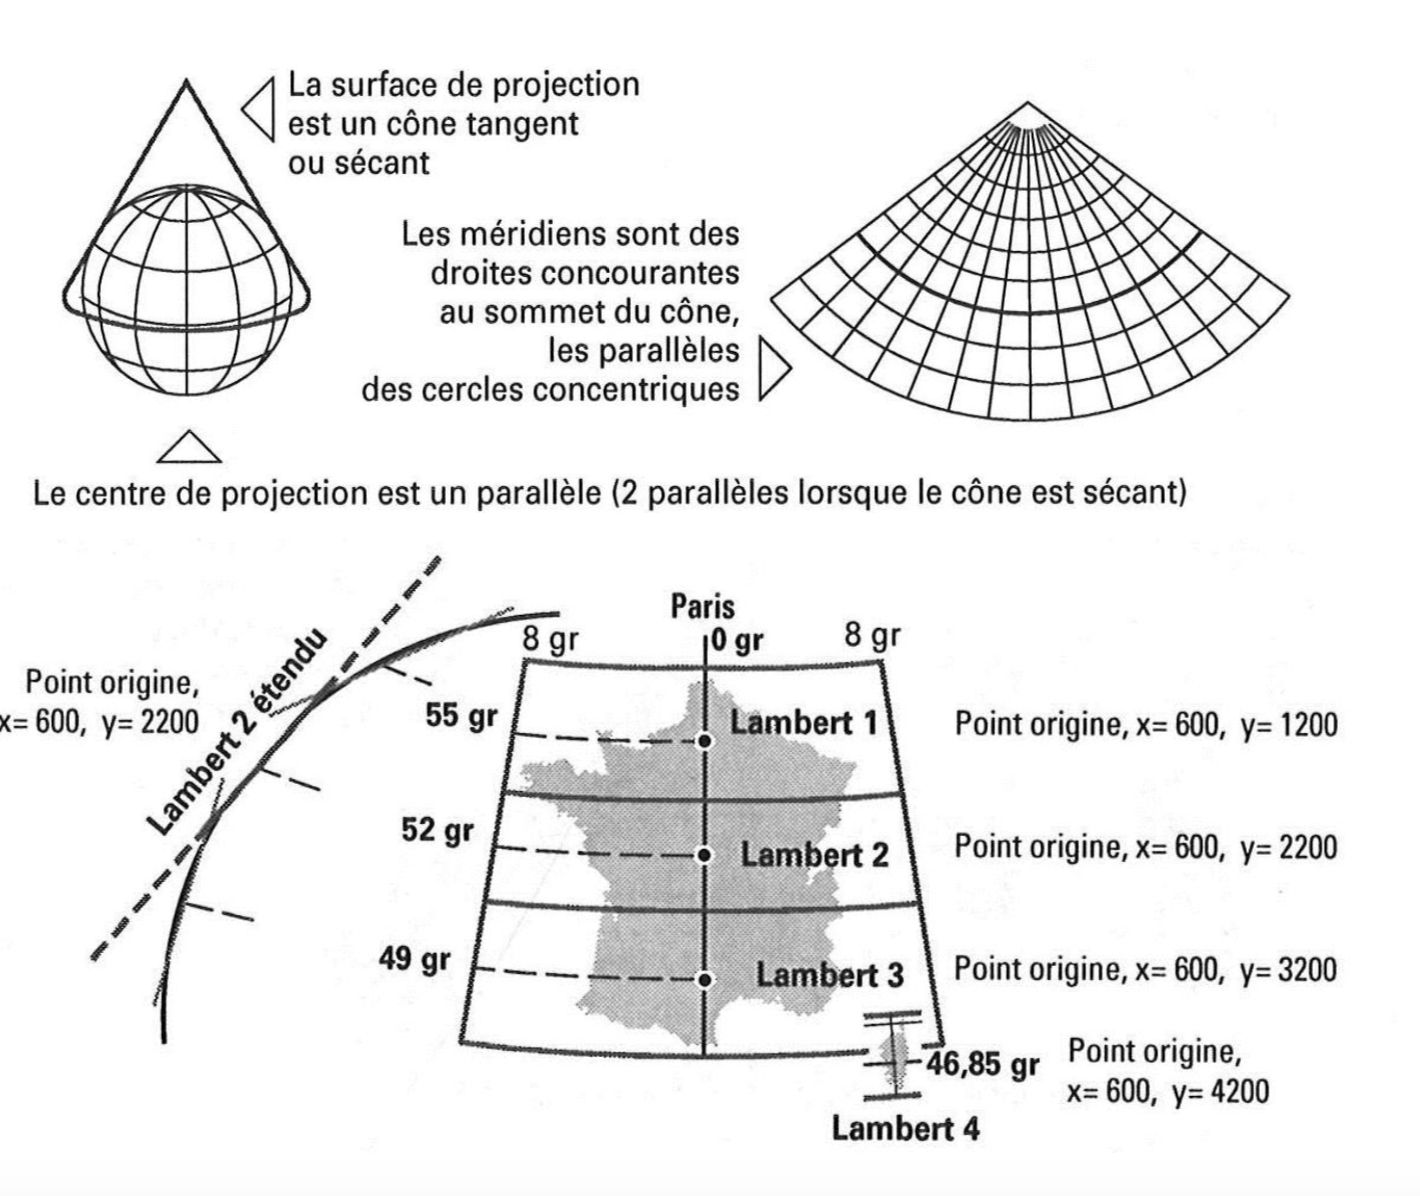 La surface de projection
est un cône tangent
ou sécant
Les méridiens sont des
droites concourantes
au sommet du cône,
les parallèles
des cercles concentriques
Le centre de projection est un parallèle (2 parallèles lorsque le cône est sécant)
Point origine,
x= 600, y= 2200
Lambert 2 étendu
Paris
8 gr
0 gr
8 gr
55 gr
Lambert 1
Point origine, x= 600, y= 1200
52 gr
Lambert 2
Point origine, x= 600, y= 2200
49 gr
Lambert 3
Point origine, x= 600, y= 3200
46,85 gr
Point origine,
x= 600, y= 4200
Lambert 4